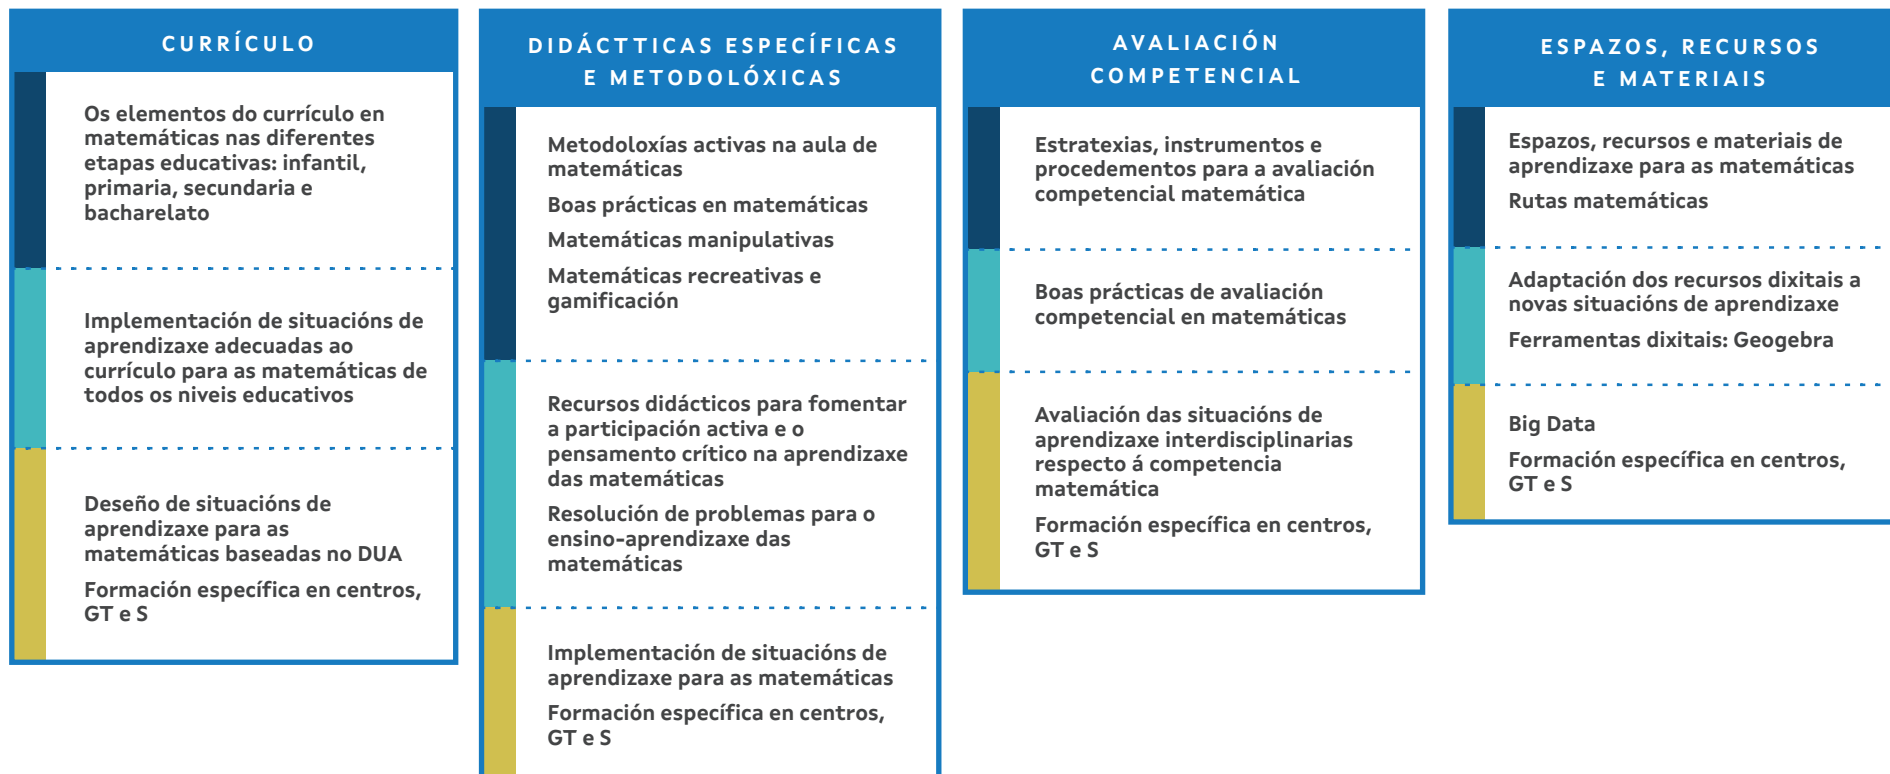 CURRÍCULO
Os elementos do currículo en
matemáticas nas diferentes
etapas educativas: infantil,
primaria, secundaria e
bacharelato
Implementación de situacións de
aprendizaxe adecuadas ao
currículo para as matemáticas de
todos os niveis educativos
Deseño de situacións de
aprendizaxe para as
matemáticas baseadas no DUA
Formación específica en centros,
GT e S
DIDÁCTTICAS ESPECÍFICAS
E METODOLÓXICAS
Metodoloxías activas na aula de
matemáticas
Boas prácticas en matemáticas
Matemáticas manipulativas
Matemáticas recreativas e
gamificación
Recursos didácticos para fomentar
a participación activa e o
pensamento crítico na aprendizaxe
das matemáticas
Resolución de problemas para o
ensino-aprendizaxe das
matemáticas
Implementación de situacións de
aprendizaxe para as matemáticas
Formación específica en centros,
GT e S
AVALIACIÓN
COMPETENCIAL
Estratexias, instrumentos e
procedementos para a avaliación
competencial matemática
Boas prácticas de avaliación
competencial en matemáticas
Avaliación das situacións de
aprendizaxe interdisciplinarias
respecto á competencia
matemática
Formación específica en centros,
GT e S
ESPAZOS, RECURSOS
E MATERIAIS
Espazos, recursos e materiais de
aprendizaxe para as matemáticas
Rutas matemáticas
Adaptación dos recursos dixitais a
novas situacións de aprendizaxe
Ferramentas dixitais: Geogebra
Big Data
Formación específica en centros,
GT e S